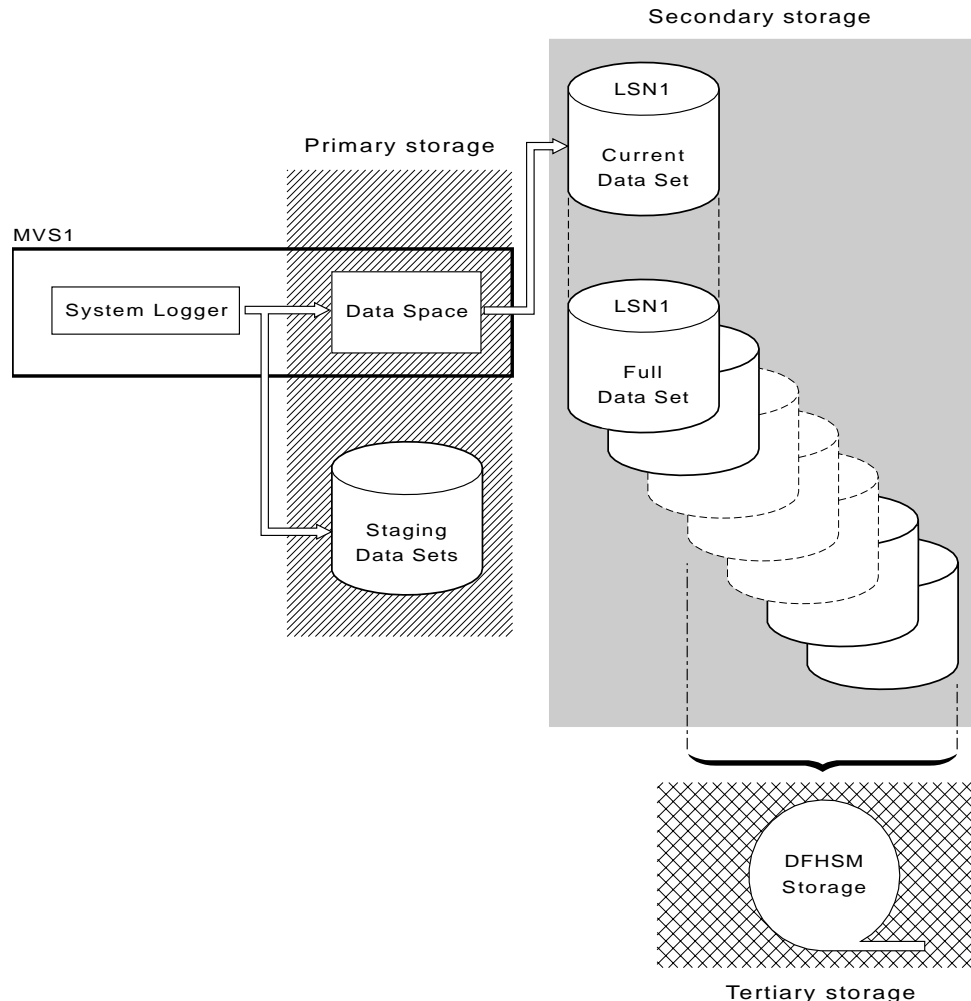 Secondary storage
LSN1
Current
Data Set
Primary storage
MVS1
System Logger
Data Space
LSN1
Full
Data Set
Staging
Data Sets
DFHSM
Storage
Tertiary storage